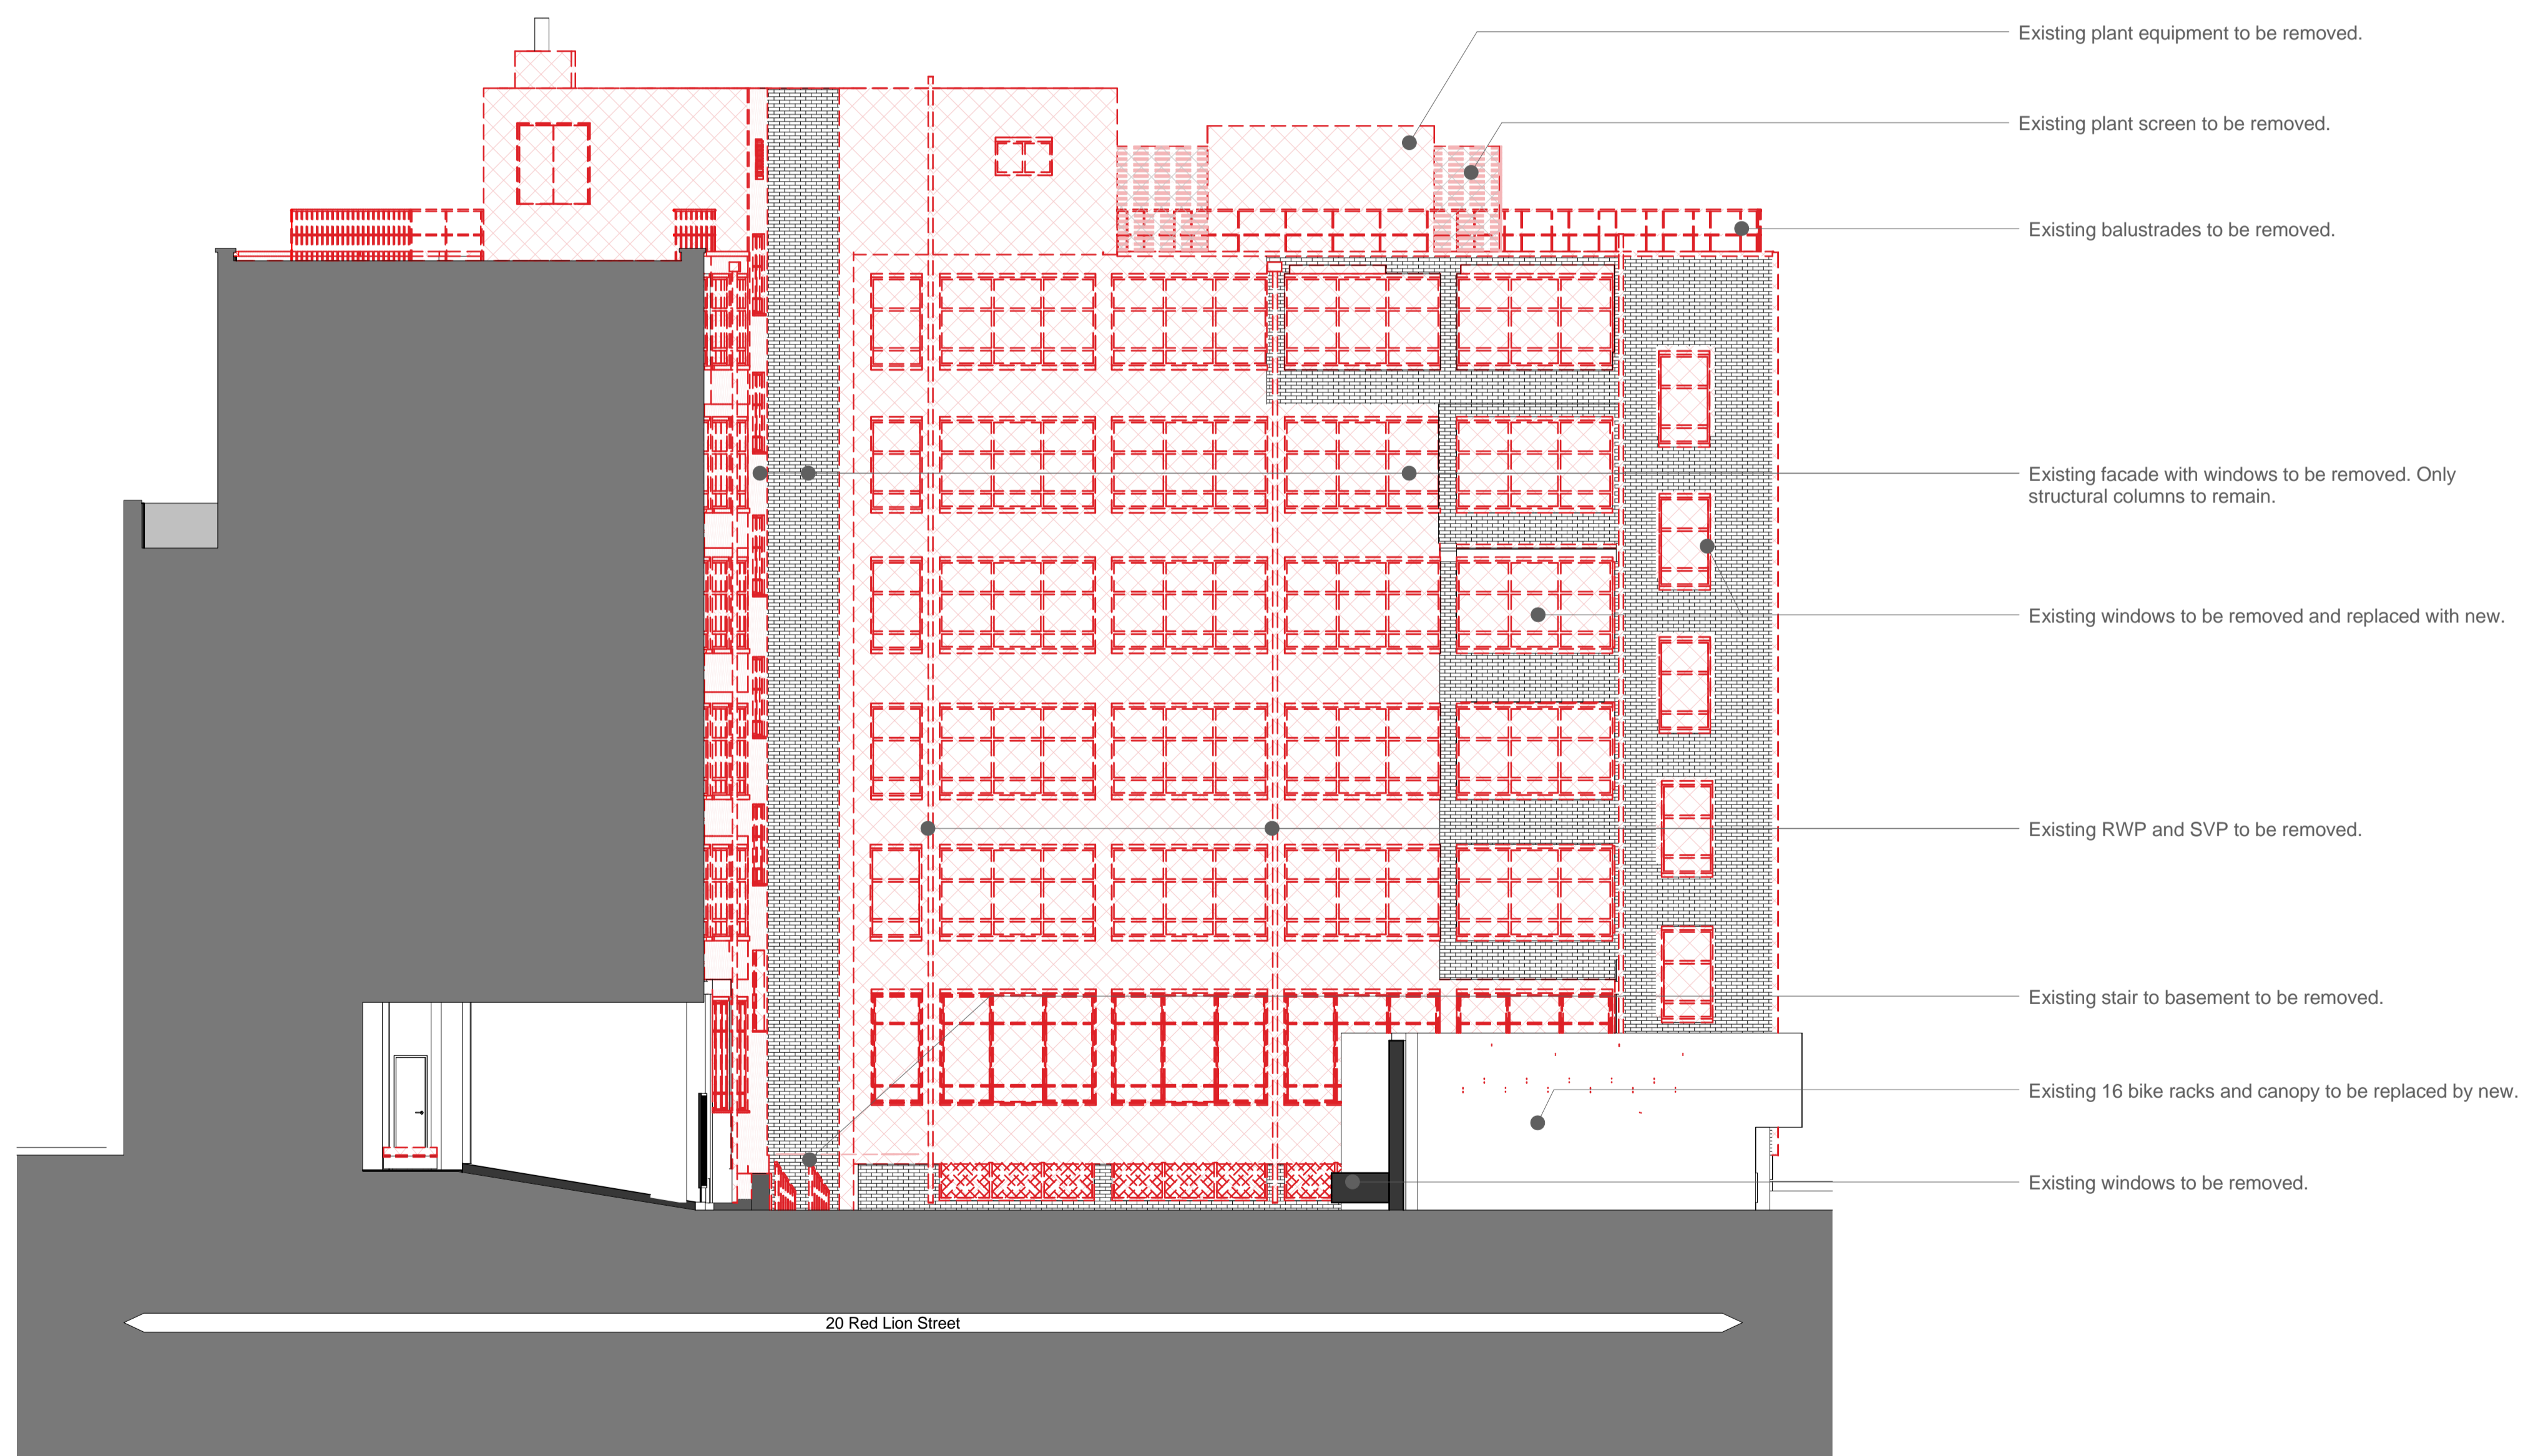 Existing plant equipment to be removed.
Existing plant screen to be removed.
Existing balustrades to be removed.
Existing facade with windows to be removed. Only
structural columns to remain.
Existing windows to be removed and replaced with new.
Existing RWP and SVP to be removed.
Existing stair to basement to be removed.
Existing 16 bike racks and canopy to be replaced by new.
Existing windows to be removed.
20 Red Lion Street